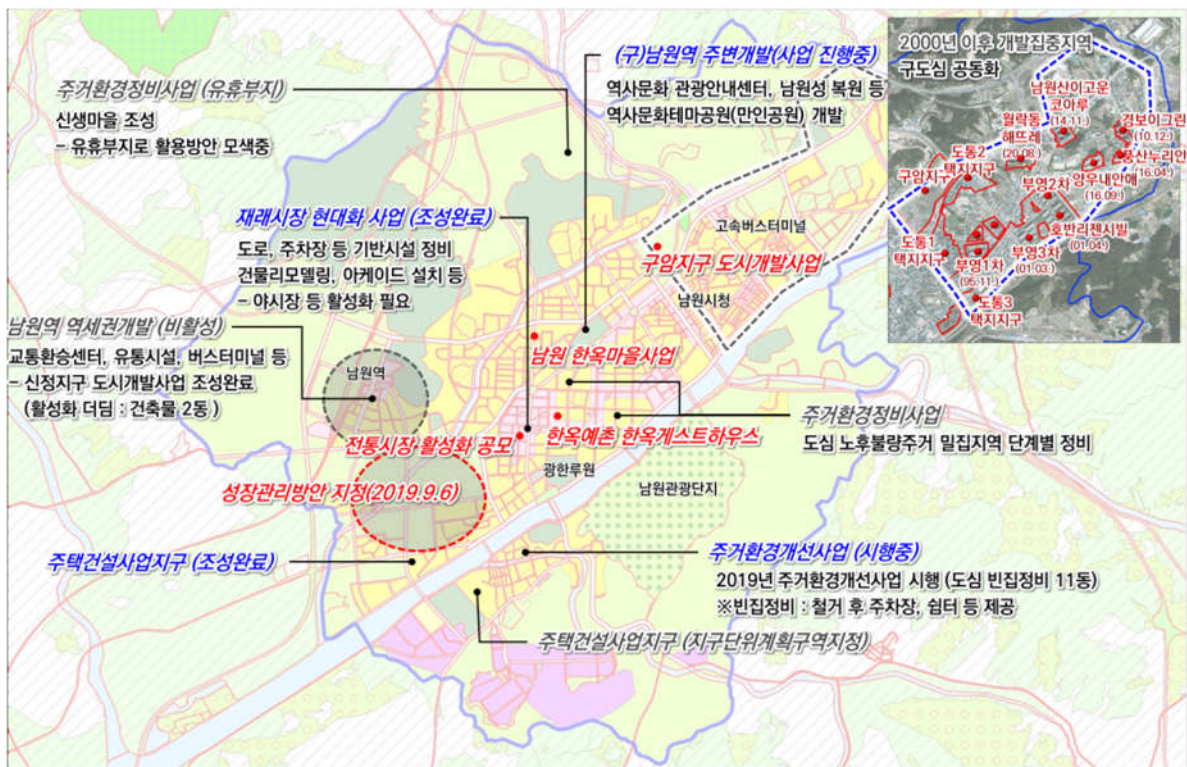 (구)남원역 주변개발(사업 진행중)
역사문화 관광안내센터, 남원성 복원 등
역사문화테마공원(만인공원) 개발
주거환경정비사업 (유휴부지)
신생마을 조성
– 유휴부지로 활용방안 모색중
재래시장 현대화 사업 (조성완료)
도로, 주차장 등 기반시설 정비
건물리모델링, 아케이드 설치 등
– 야시장 등 활성화 필요
남원역 역세권개발 (비활성)
교통환승센터, 유통시설, 버스터미널 등
– 신정지구 도시개발사업 조성완료
(활성화 더딤 : 건축물 2동 )
남원역
고속버스터미널
구암지구 도시개발사업
남원시청
남원 한옥마을사업
주거환경정비사업
도심 노후불량주거 밀집지역 단계별 정비
한옥예촌 한옥게스트하우스
전통시장 활성화 공모
광한루원
남원관광단지
성장관리방안 지정(2019.9.6)
주택건설사업지구 (조성완료)
주거환경개선사업 (시행중)
2019년 주거환경개선사업 시행 (도심 빈집정비 11동)
※빈집정비 : 철거 후 주차장, 쉼터 등 제공
주택건설사업지구 (지구단위계획구역지정)
2000년 이후 개발집중지역
구도심 공동화
남원산이고운
코아루
(14.11.)
경보이그린
(10.12.)
월락동
해뜨레
(20.08.)
풍산누리안
(16.04.)
도통2
택지지구
구암지구
양우내안애
(16.09.)
부영2차
호반리젠시빌
(01.04.)
도통1
택지지구
부영3차
(01.03.)
부영1차
(95.11.)
도통3
택지지구